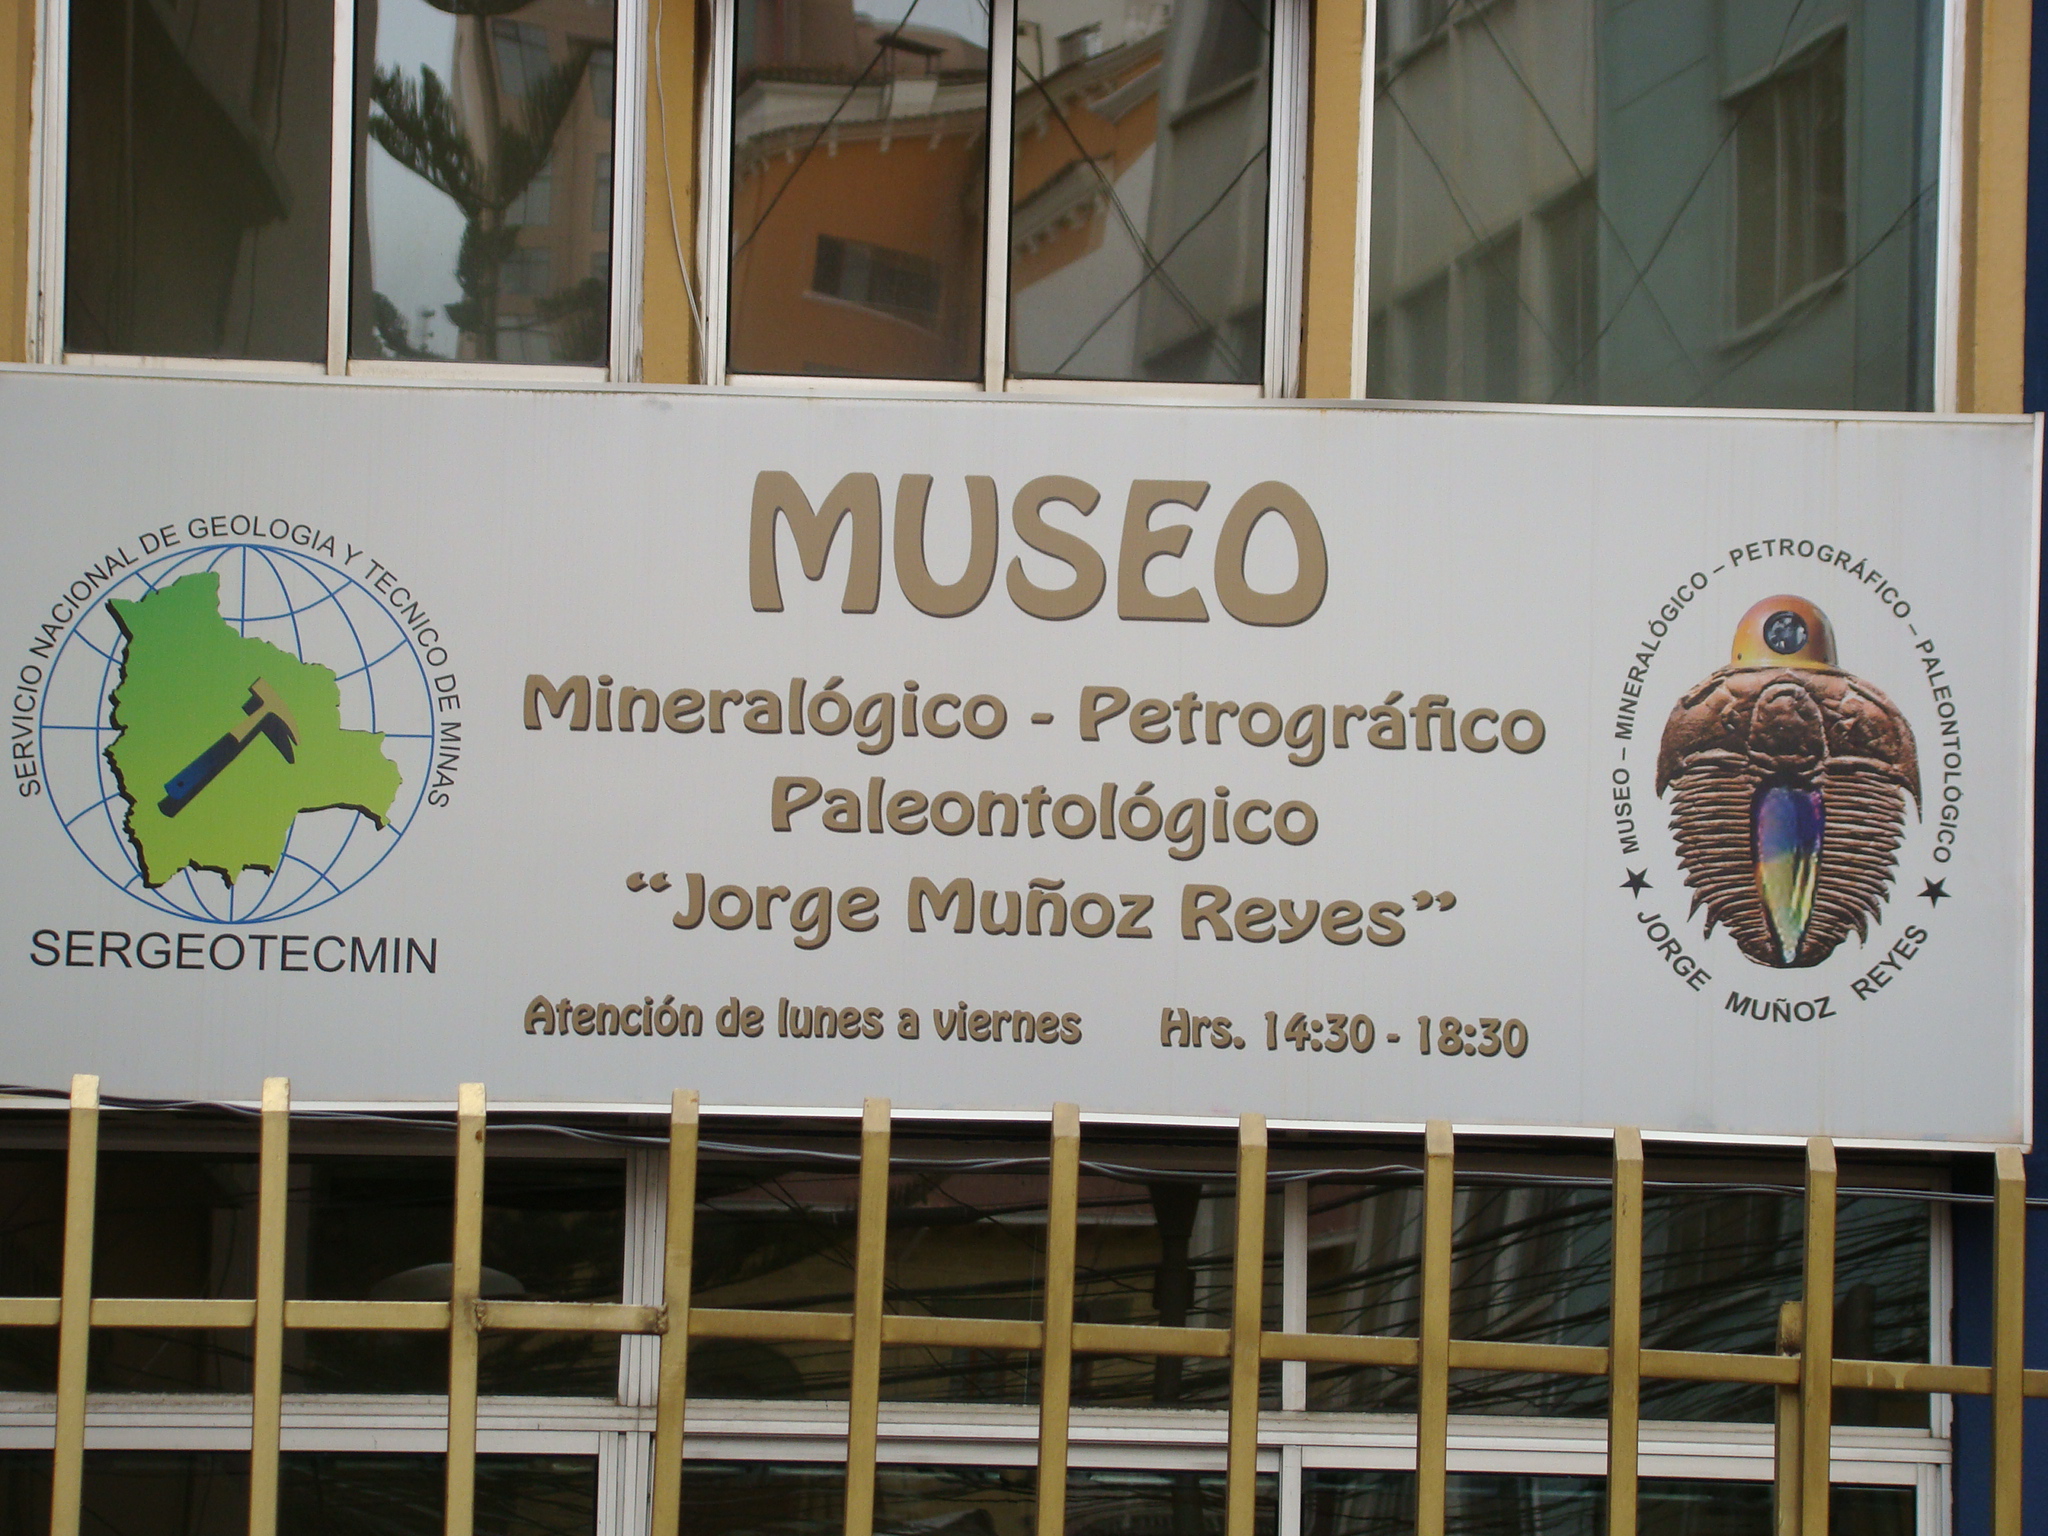 SERVICIO NACIONAL DE GEOLOGIA Y TECNICO DE MINAS
SERGEOTECMIN
MUSEO
Mineralógico - Petrográfico
Paleontológico
“Jorge Muñoz Reyes”
Atención de lunes a viernes Hrs. 14:30 - 18:30
MUSEO – MINERALÓGICO – PETROGRÁFICO – PALEONTOLÓGICO
★ JORGE MUÑOZ REYES ★